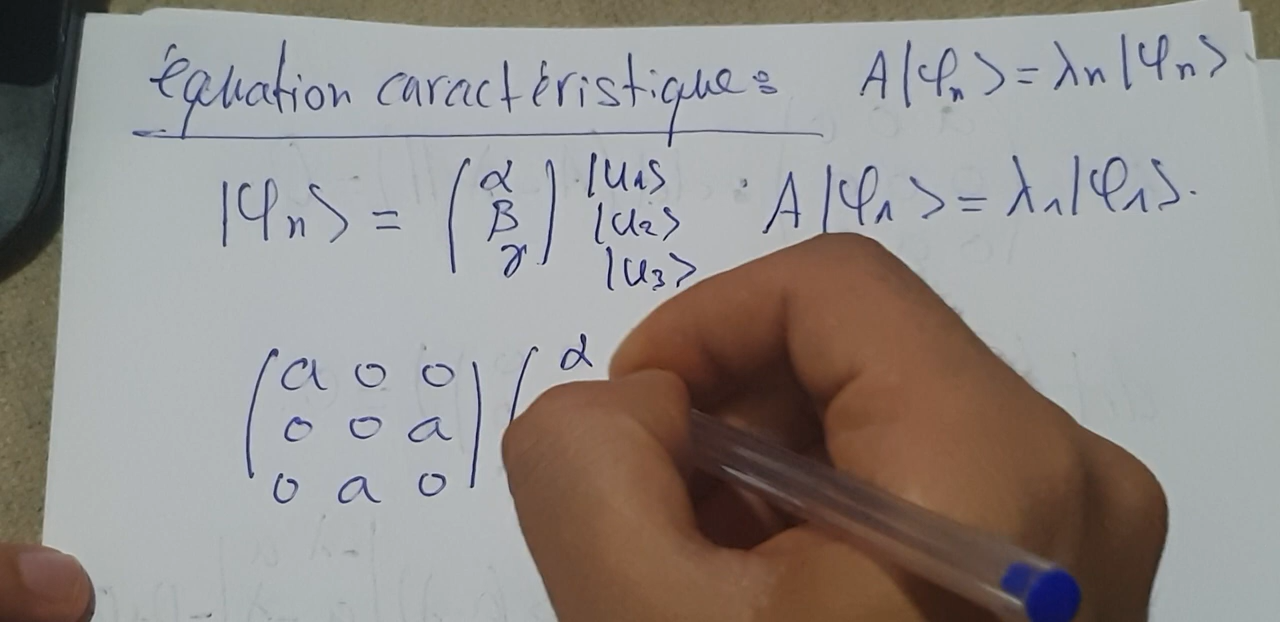 équation caractéristique: A|φn> = λn|φn>.
|φn> = (α β γ) |u1> |u2> |u3> A|φ1> = λ1|φ1>.
(a 0 0) (α
0 0 a
0 a 0